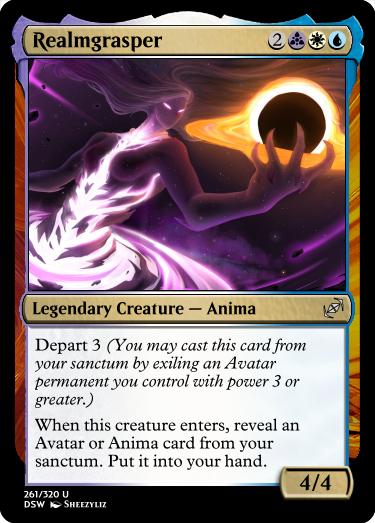 Realmgrasper
2
Legendary Creature — Anima
Depart 3 (You may cast this card from
your sanctum by exiling an Avatar
permanent you control with power 3 or
greater.)
When this creature enters, reveal an
Avatar or Anima card from your
sanctum. Put it into your hand.
4/4
261/320 U
DSW SHEEZYLIZ